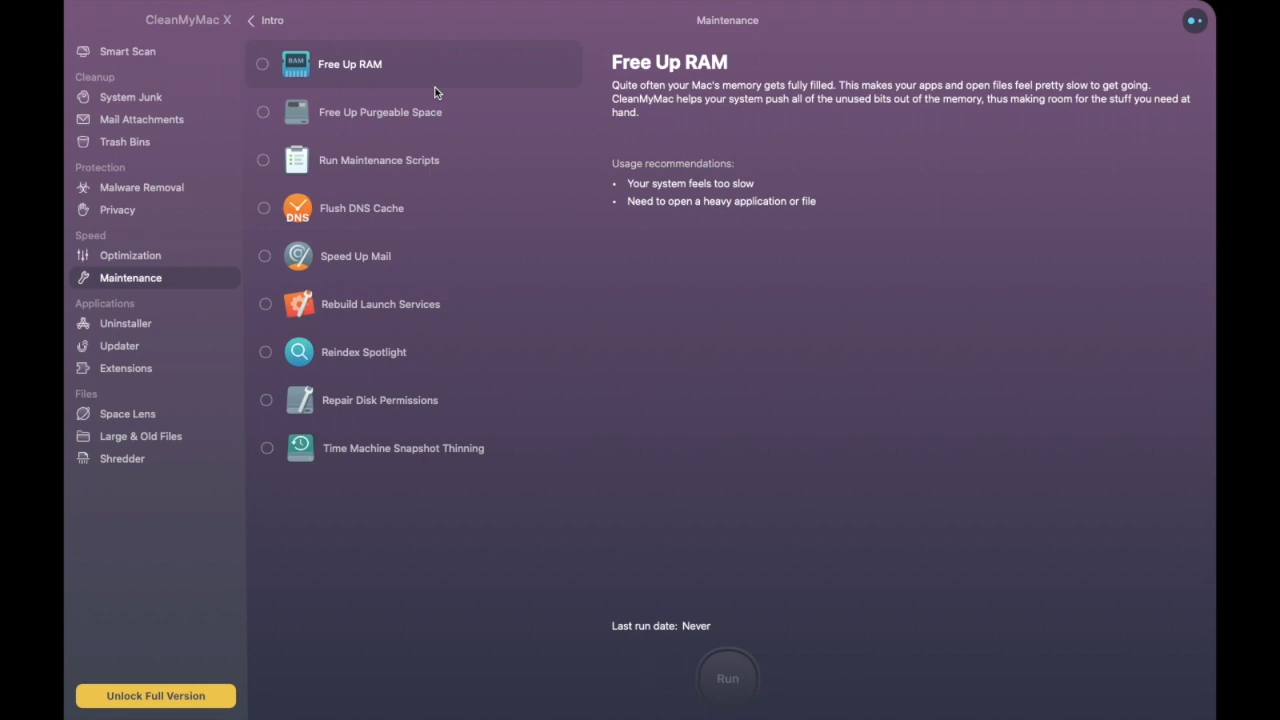 CleanMyMac X
Intro
Maintenance
Smart Scan
Cleanup
System Junk
Mail Attachments
Trash Bins
Protection
Malware Removal
Privacy
Speed
Optimization
Maintenance
Applications
Uninstaller
Updater
Extensions
Files
Space Lens
Large & Old Files
Shredder
Unlock Full Version
RAM
Free Up RAM
Free Up Purgeable Space
Run Maintenance Scripts
DNS
Flush DNS Cache
Speed Up Mail
Rebuild Launch Services
Reindex Spotlight
Repair Disk Permissions
Time Machine Snapshot Thinning
Free Up RAM
Quite often your Mac's memory gets fully filled. This makes your apps and open files feel pretty slow to get going.
CleanMyMac helps your system push all of the unused bits out of the memory, thus making room for the stuff you need at
hand.
Usage recommendations:
• Your system feels too slow
• Need to open a heavy application or file
Last run date: Never
Run